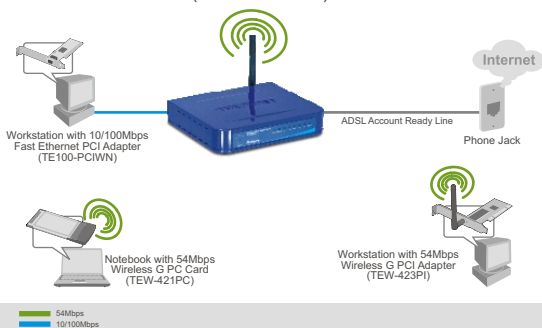 Internet
ADSL Account Ready Line
Phone Jack
Workstation with 10/100Mbps
Fast Ethernet PCI Adapter
(TE100-PCIWN)
TRENDNET
Notebook with 54Mbps
Wireless G PC Card
(TEW-421PC)
Workstation with 54Mbps
Wireless G PCI Adapter
(TEW-423PI)
54Mbps
10/100Mbps